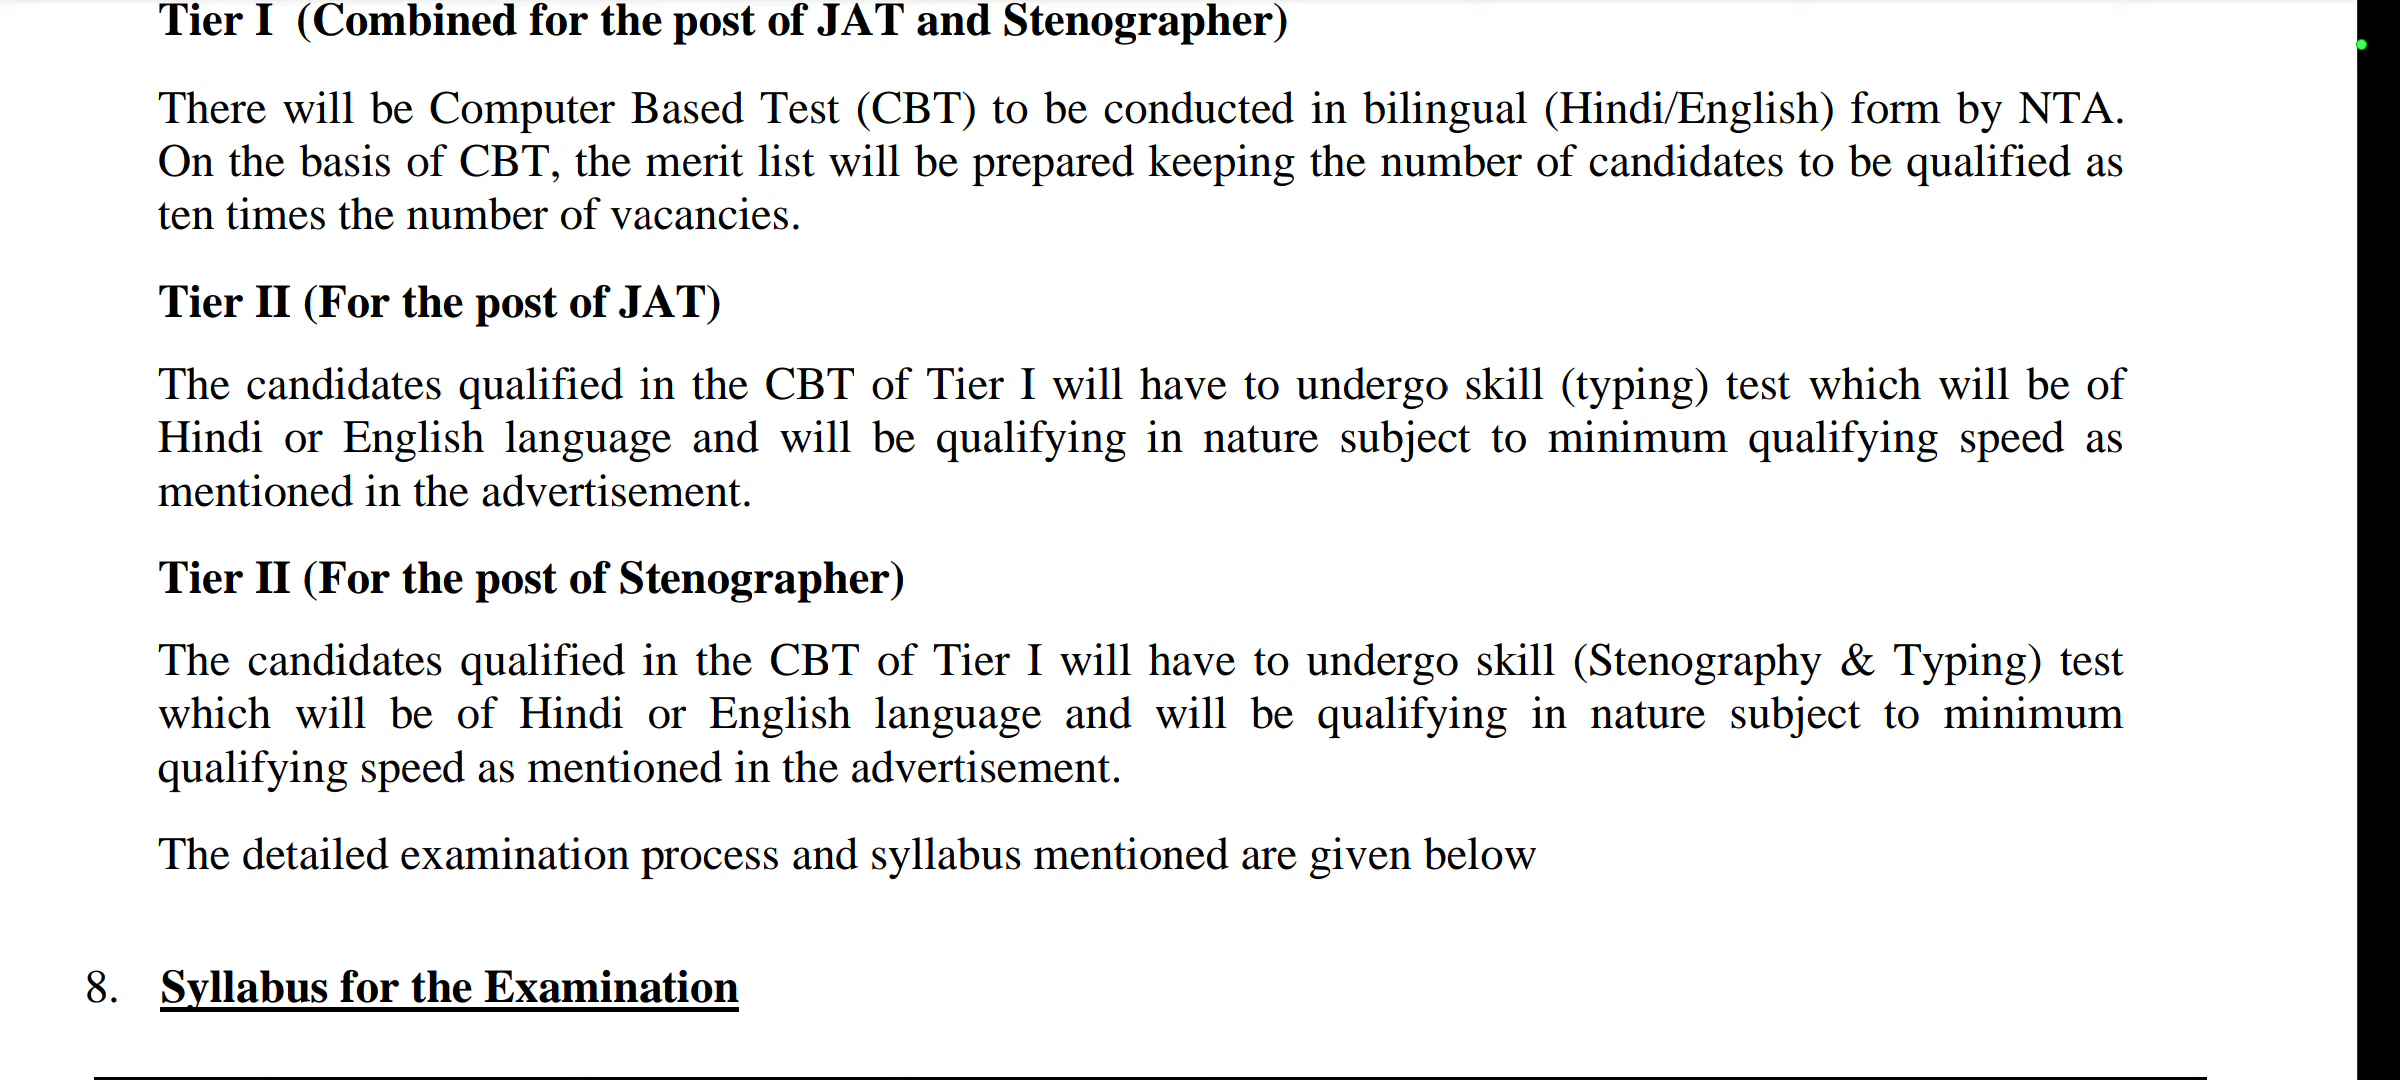 Tier I (Combined for the post of JAT and Stenographer)
There will be Computer Based Test (CBT) to be conducted in bilingual (Hindi/English) form by NTA.
On the basis of CBT, the merit list will be prepared keeping the number of candidates to be qualified as
ten times the number of vacancies.
Tier II (For the post of JAT)
The candidates qualified in the CBT of Tier I will have to undergo skill (typing) test which will be of
Hindi or English language and will be qualifying in nature subject to minimum qualifying speed as
mentioned in the advertisement.
Tier II (For the post of Stenographer)
The candidates qualified in the CBT of Tier I will have to undergo skill (Stenography & Typing) test
which will be of Hindi or English language and will be qualifying in nature subject to minimum
qualifying speed as mentioned in the advertisement.
The detailed examination process and syllabus mentioned are given below
8. Syllabus for the Examination